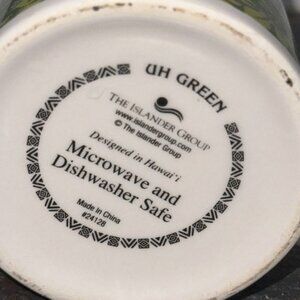 UH GREEN
THE ISLANDER GROUP
www.islandergroup.com
© The Islander Group
Designed in Hawai'i
Microwave and
Dishwasher Safe
Made in China
#24128